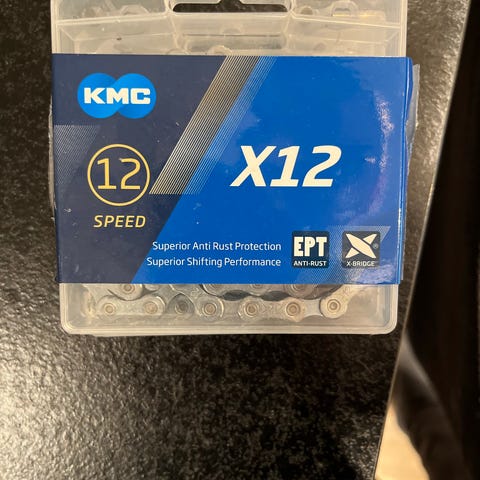 KMC
12
SPEED
X12
Superior Anti Rust Protection
Superior Shifting Performance
EPT
ANTI-RUST
X-BRIDGE®